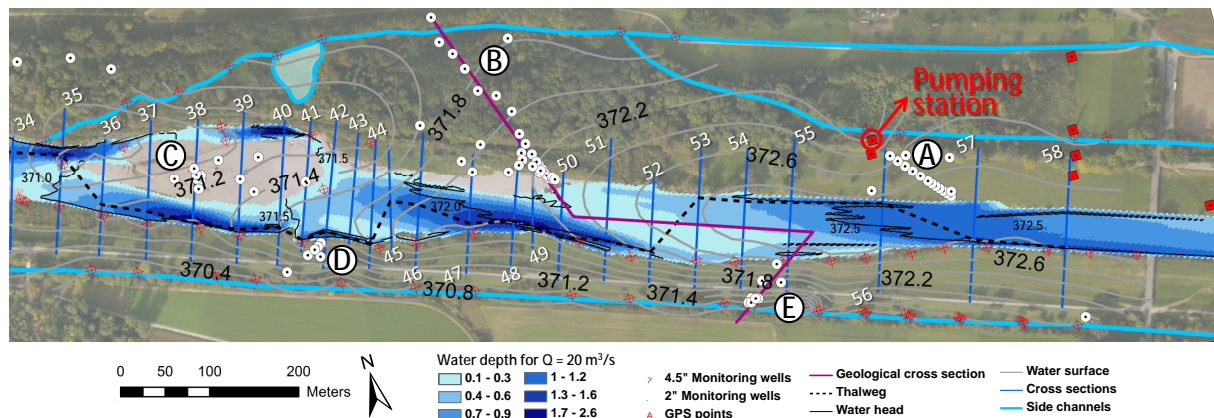 B
Pumping
station
34
35
36
37
38
39
40
41
42
44
371.8
372.2
50
51
52
53
54
55
372.6
A
57
58
C
371.0
371.2
371.4
371.5
371.5
372.0
372.5
372.5
D
45
46
47
48
49
370.4
370.8
371.2
371.4
371.8
372.2
372.6
56
E
0 50 100 200
Meters
N
Water depth for Q = 20 m³/s
0.1 - 0.3
0.4 - 0.6
0.7 - 0.9
1 - 1.2
1.3 - 1.6
1.7 - 2.6
4.5" Monitoring wells
2" Monitoring wells
GPS points
Geological cross section
Thalweg
Water head
Water surface
Cross sections
Side channels